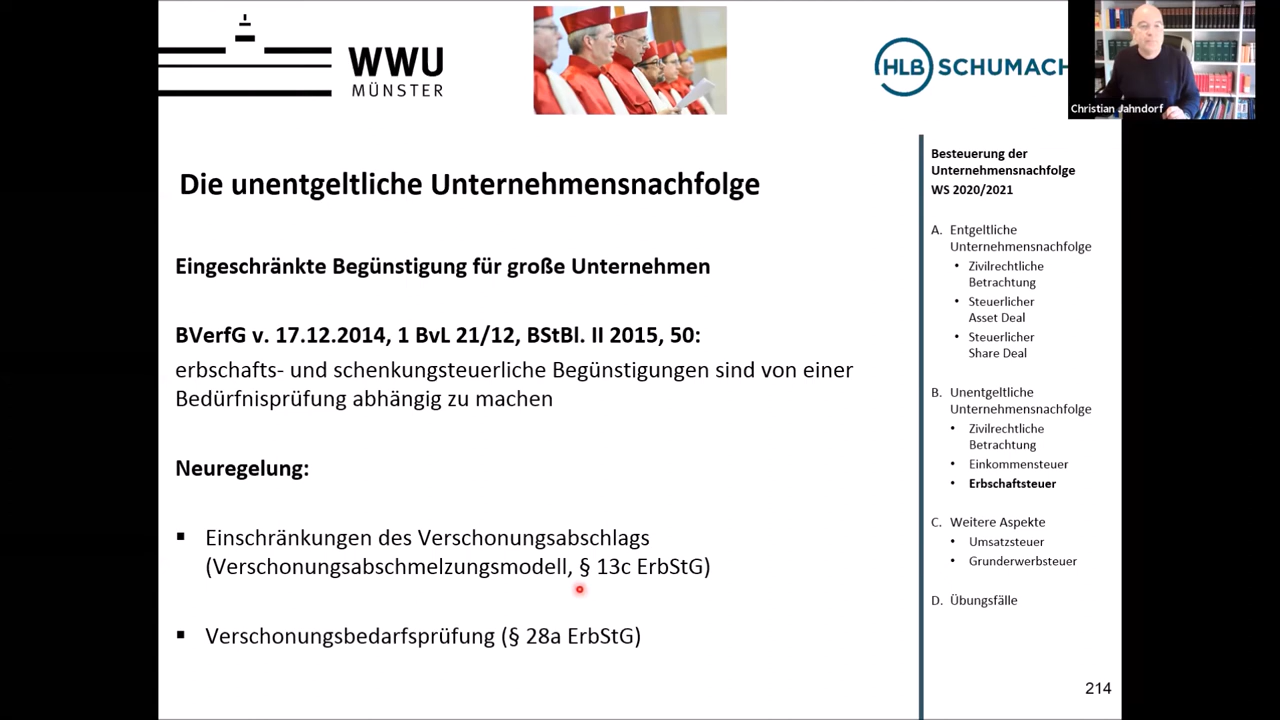 WWU
MÜNSTER
HLB SCHUMACH
Christian Jahndorf
Die unentgeltliche Unternehmensnachfolge
Eingeschränkte Begünstigung für große Unternehmen
BVerfG v. 17.12.2014, 1 BvL 21/12, BStBl. II 2015, 50:
erbschafts- und schenkungsteuerliche Begünstigungen sind von einer
Bedürfnisprüfung abhängig zu machen
Neuregelung:
▪ Einschränkungen des Verschonungsabschlags
(Verschonungsabschmelzungsmodell, § 13c ErbStG)
▪ Verschonungsbedarfsprüfung (§ 28a ErbStG)
Besteuerung der
Unternehmensnachfolge
WS 2020/2021
A. Entgeltliche
Unternehmensnachfolge
• Zivilrechtliche
Betrachtung
• Steuerlicher
Asset Deal
• Steuerlicher
Share Deal
B. Unentgeltliche
Unternehmensnachfolge
• Zivilrechtliche
Betrachtung
• Einkommensteuer
• Erbschaftsteuer
C. Weitere Aspekte
• Umsatzsteuer
• Grunderwerbsteuer
D. Übungsfälle
214